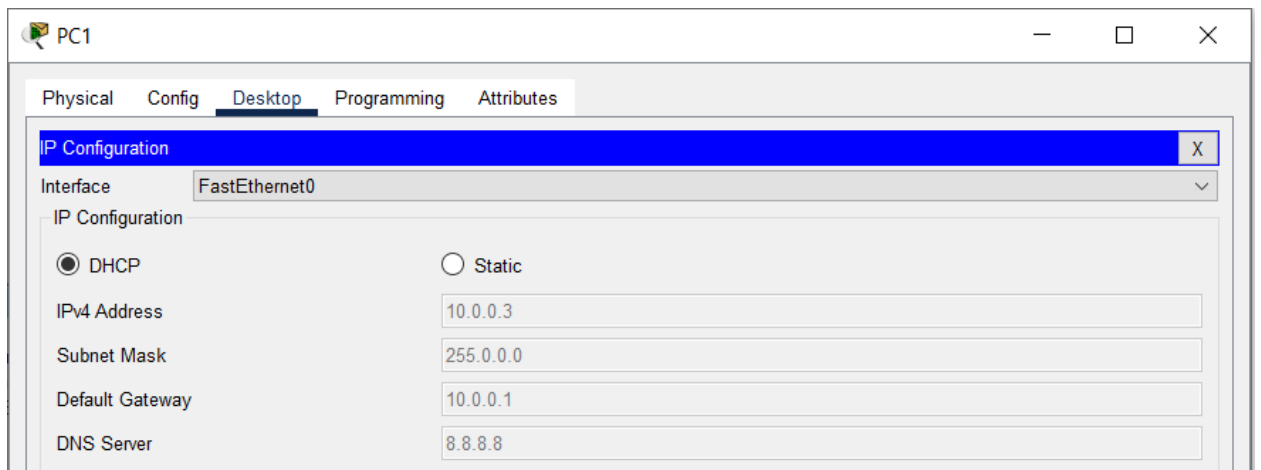 PC1
Physical Config Desktop Programming Attributes
IP Configuration X
Interface FastEthernet0
IP Configuration
DHCP Static
IPv4 Address 10.0.0.3
Subnet Mask 255.0.0.0
Default Gateway 10.0.0.1
DNS Server 8.8.8.8